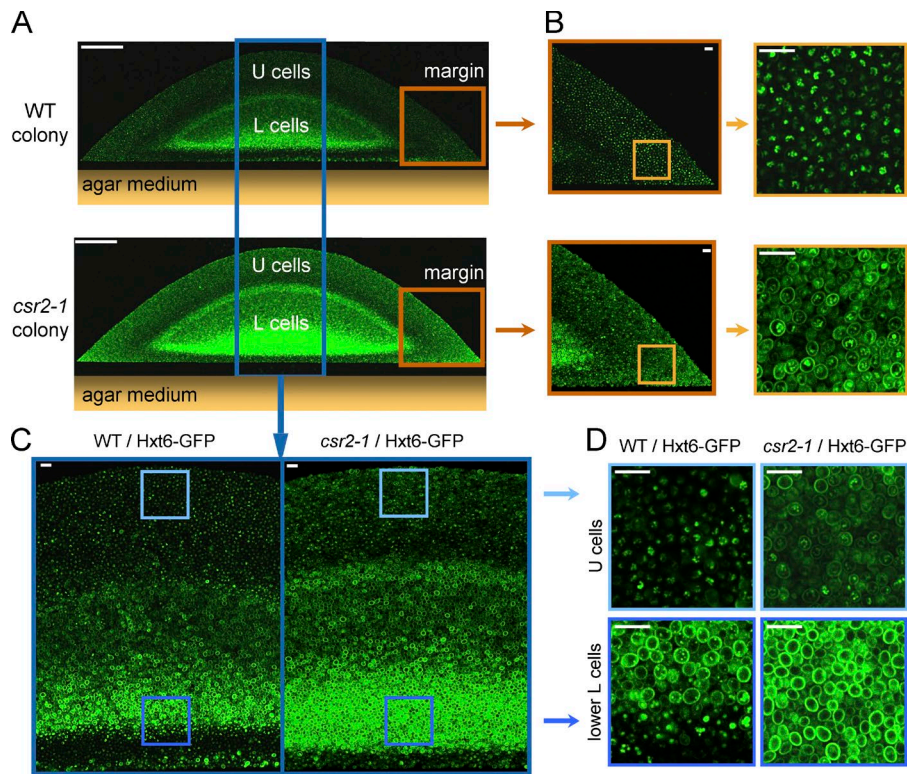 A
B
U cells
margin
WT
colony
L cells
agar medium
U cells
margin
csr2-1
colony
L cells
agar medium
C
WT / Hxt6-GFP
csr2-1 / Hxt6-GFP
D
WT / Hxt6-GFP
csr2-1 / Hxt6-GFP
U cells
lower L cells